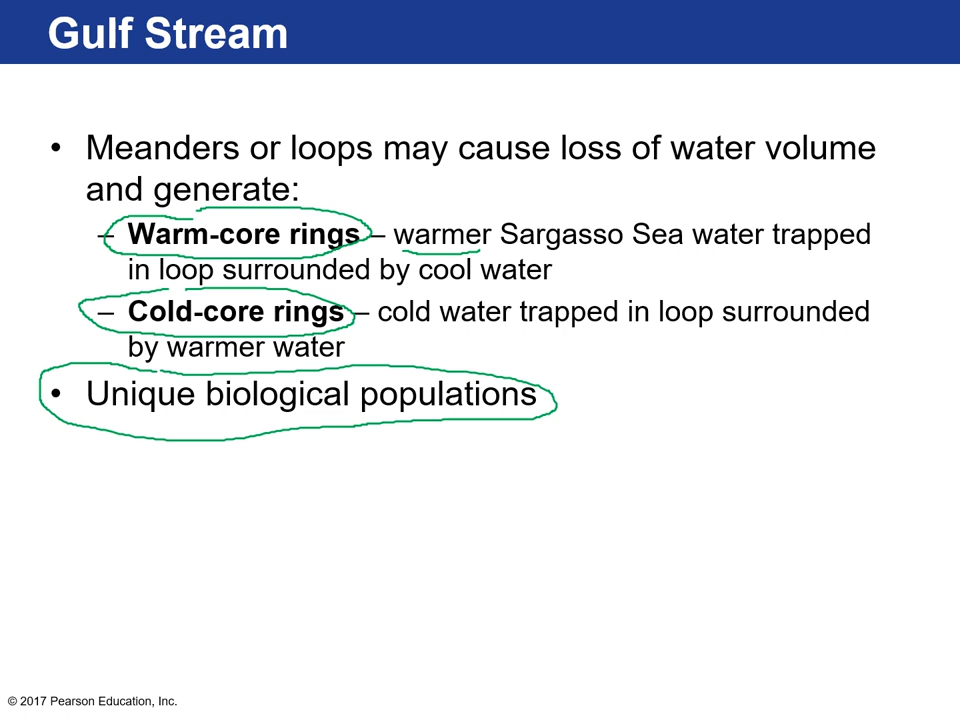 Gulf Stream
• Meanders or loops may cause loss of water volume
and generate:
– Warm-core rings – warmer Sargasso Sea water trapped
in loop surrounded by cool water
– Cold-core rings – cold water trapped in loop surrounded
by warmer water
• Unique biological populations
© 2017 Pearson Education, Inc.